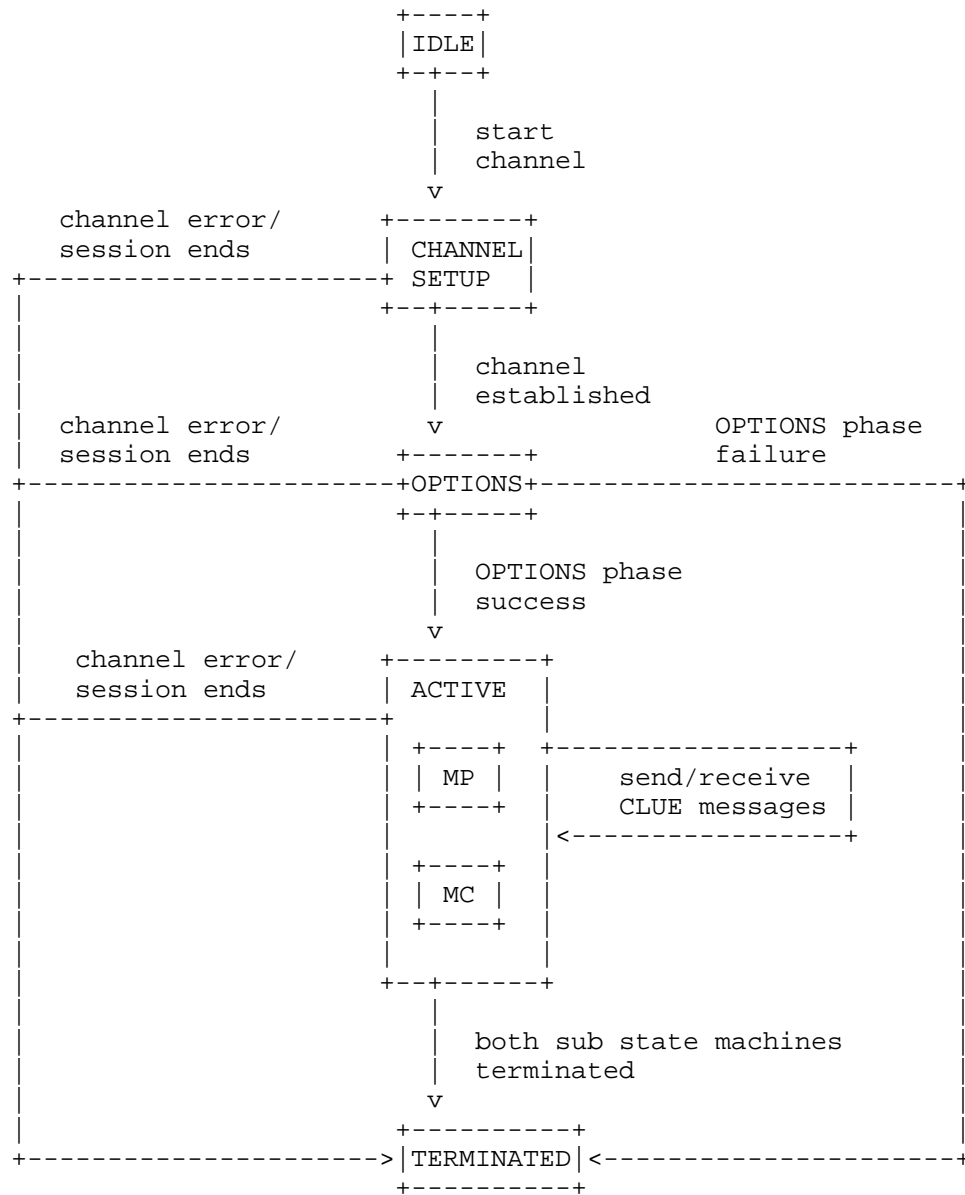 IDLE
start
channel
channel error/
session ends
CHANNEL
SETUP
channel
established
channel error/
session ends
OPTIONS phase
failure
OPTIONS
OPTIONS phase
success
channel error/
session ends
ACTIVE
MP
send/receive
CLUE messages
MC
both sub state machines
terminated
TERMINATED